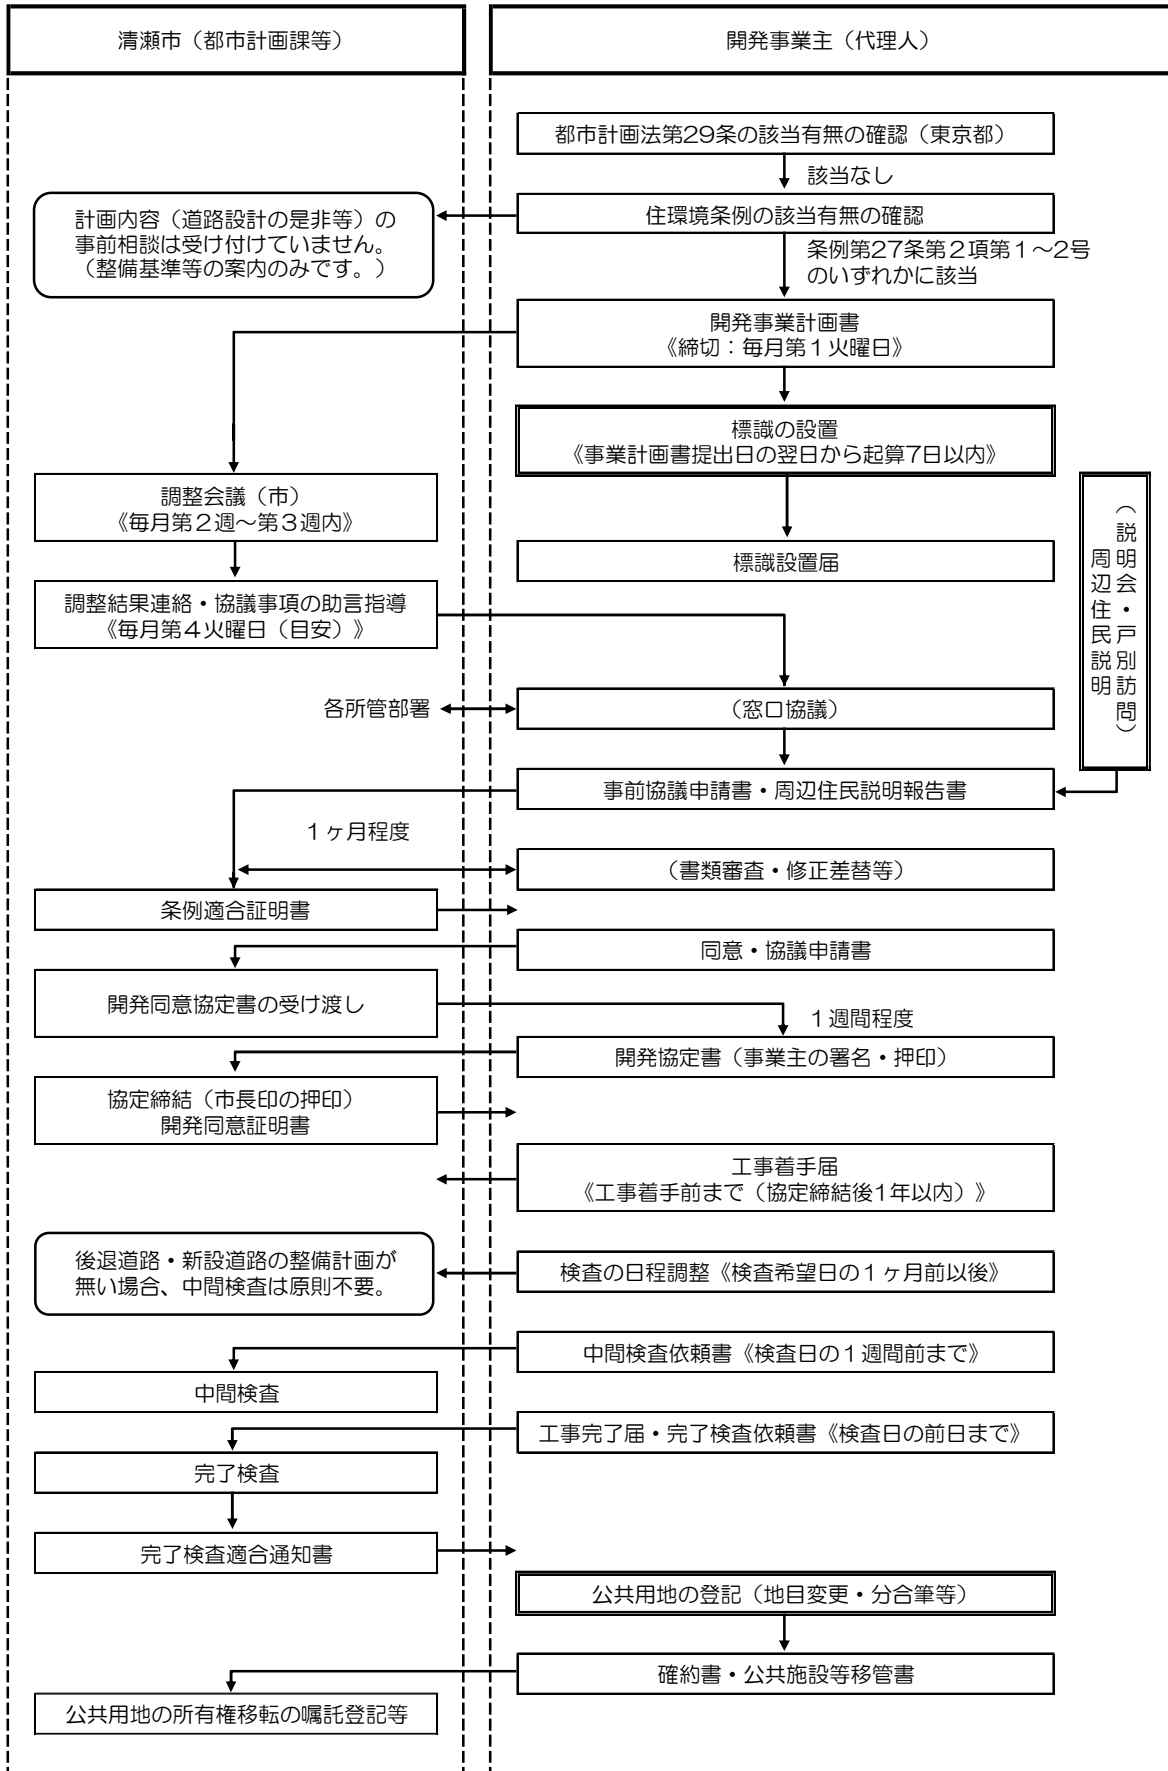 清瀬市（都市計画課等）
開発事業主（代理人）
都市計画法第29条の該当有無の確認（東京都）
該当なし
計画内容（道路設計の是非等）の
事前相談は受け付けていません。
（整備基準等の案内のみです。）
住環境条例の該当有無の確認
条例第27条第２項第１～2号
のいずれかに該当
開発事業計画書
《締切：毎月第１火曜日》
標識の設置
《事業計画書提出日の翌日から起算7日以内》
調整会議（市）
《毎月第２週～第３週内》
標識設置届
周辺住民説明
（説明会・戸別訪問）
調整結果連絡・協議事項の助言指導
《毎月第４火曜日（目安）》
各所管部署
（窓口協議）
事前協議申請書・周辺住民説明報告書
１ヶ月程度
（書類審査・修正差替等）
条例適合証明書
同意・協議申請書
開発同意協定書の受け渡し
１週間程度
開発協定書（事業主の署名・押印）
協定締結（市長印の押印）
開発同意証明書
工事着手届
《工事着手前まで（協定締結後1年以内）》
後退道路・新設道路の整備計画が
無い場合、中間検査は原則不要。
検査の日程調整《検査希望日の１ヶ月前以後》
中間検査依頼書《検査日の１週間前まで》
中間検査
工事完了届・完了検査依頼書《検査日の前日まで》
完了検査
完了検査適合通知書
公共用地の登記（地目変更・分合筆等）
確約書・公共施設等移管書
公共用地の所有権移転の嘱託登記等